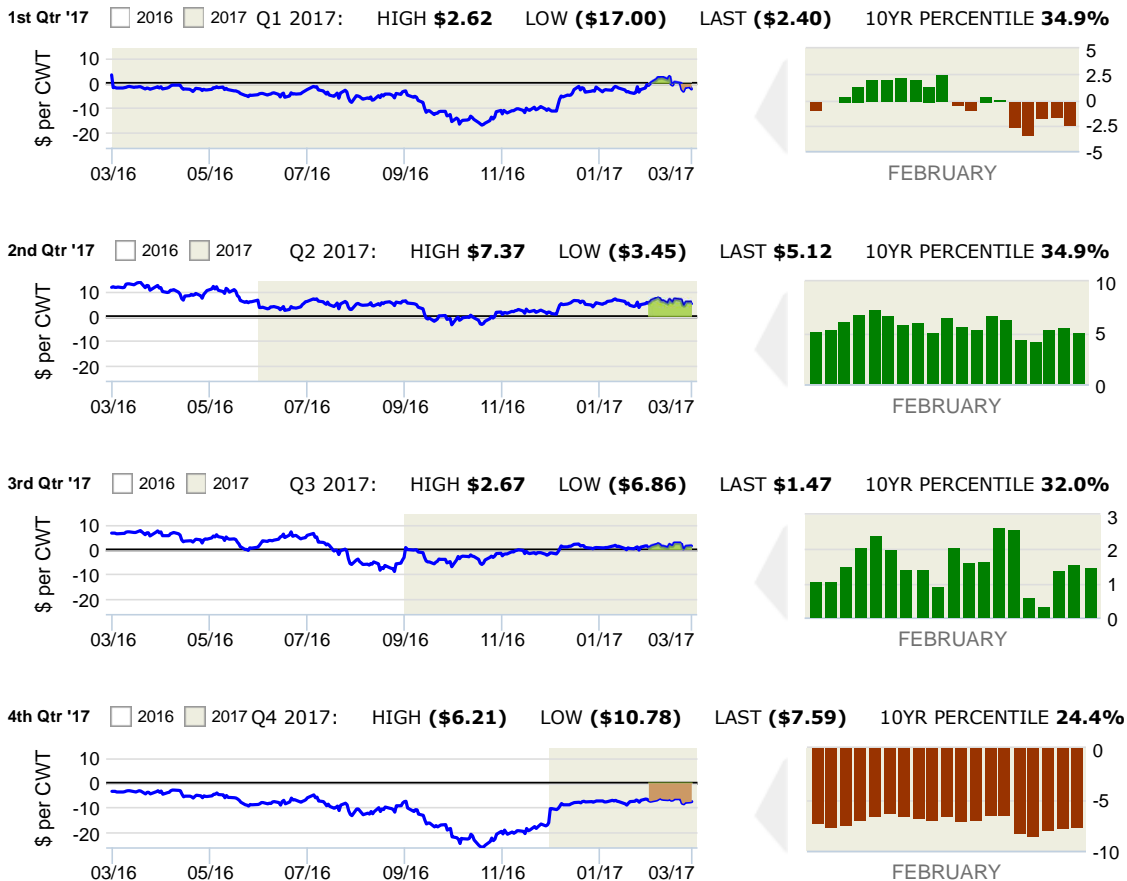 1st Qtr '17 2016 2017 Q1 2017: HIGH $2.62 LOW ($17.00) LAST ($2.40) 10YR PERCENTILE 34.9%
$ per CWT
10
0
-10
-20
03/16 05/16 07/16 09/16 11/16 01/17 03/17
5
2.5
0
-2.5
-5
FEBRUARY
2nd Qtr '17 2016 2017 Q2 2017: HIGH $7.37 LOW ($3.45) LAST $5.12 10YR PERCENTILE 34.9%
$ per CWT
10
0
-10
-20
03/16 05/16 07/16 09/16 11/16 01/17 03/17
10
5
0
FEBRUARY
3rd Qtr '17 2016 2017 Q3 2017: HIGH $2.67 LOW ($6.86) LAST $1.47 10YR PERCENTILE 32.0%
$ per CWT
10
0
-10
-20
03/16 05/16 07/16 09/16 11/16 01/17 03/17
3
2
1
0
FEBRUARY
4th Qtr '17 2016 2017 Q4 2017: HIGH ($6.21) LOW ($10.78) LAST ($7.59) 10YR PERCENTILE 24.4%
$ per CWT
10
0
-10
-20
03/16 05/16 07/16 09/16 11/16 01/17 03/17
0
-5
-10
FEBRUARY